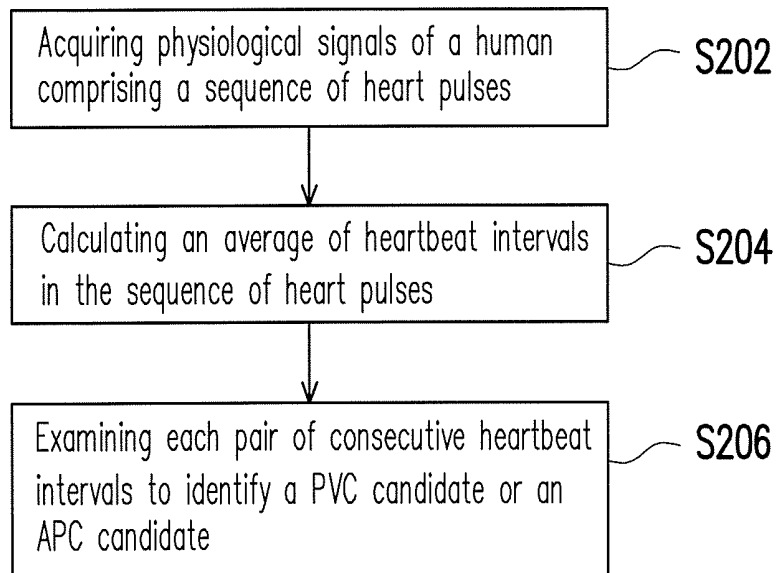 Acquiring physiological signals of a human
comprising a sequence of heart pulses
S202
Calculating an average of heartbeat intervals
in the sequence of heart pulses
S204
Examining each pair of consecutive heartbeat
intervals to identify a PVC candidate or an
APC candidate
S206